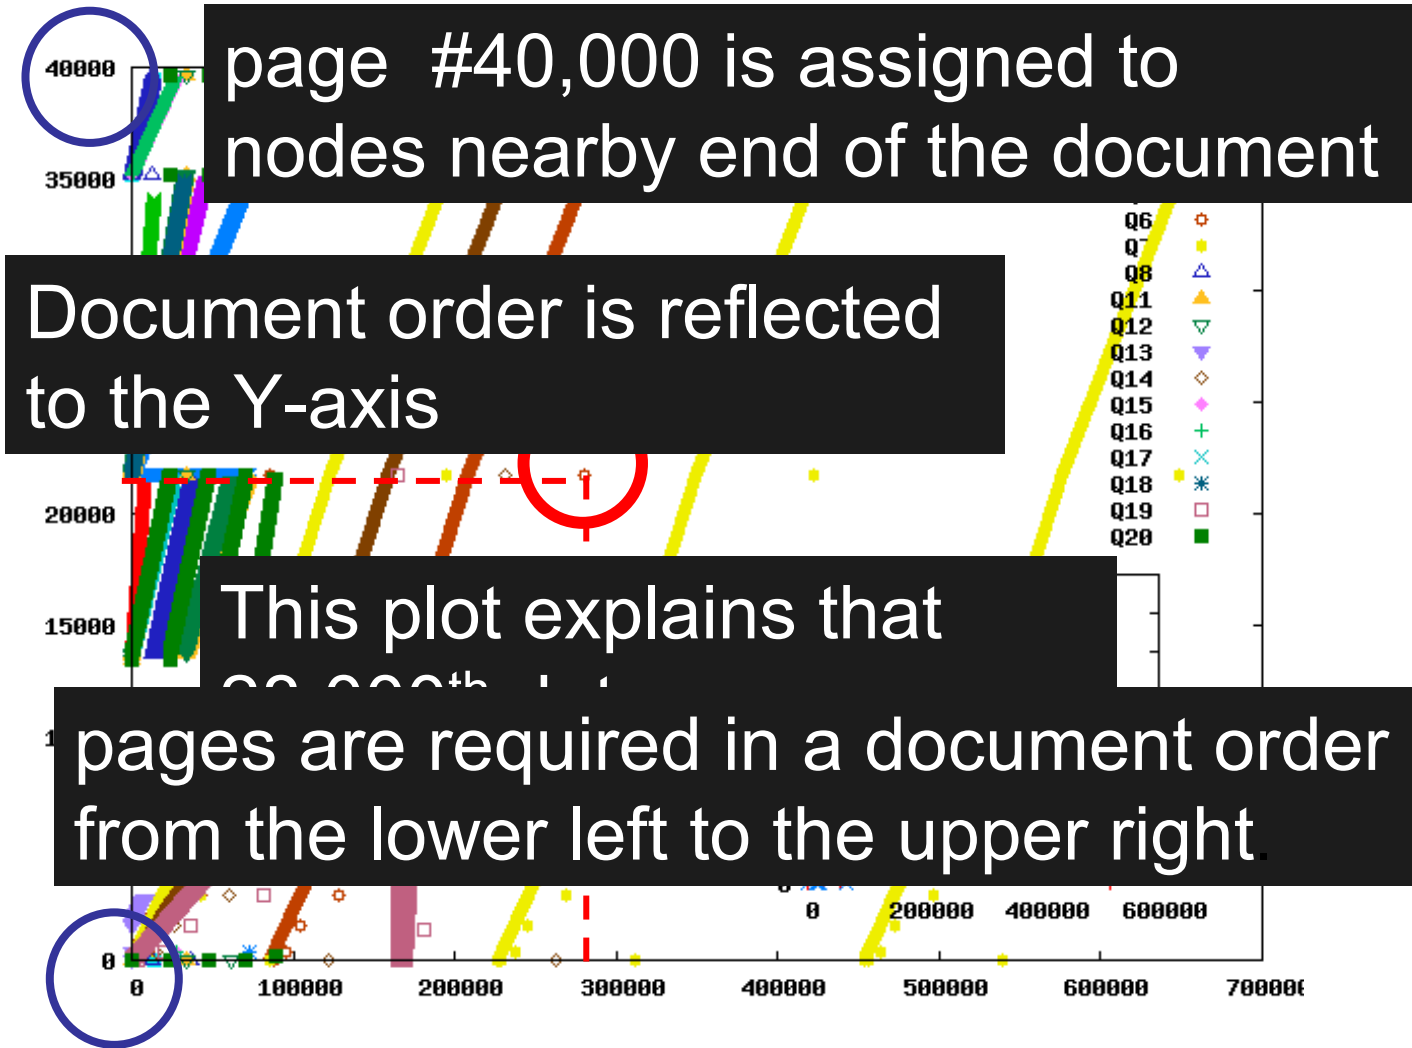 page #40,000 is assigned to
nodes nearby end of the document
40000
35000
Q6
Q7
Q8
Q11
Q12
Q13
Q14
Q15
Q16
Q17
Q18
Q19
Q20
Document order is reflected
to the Y-axis
20000
15000
This plot explains that
pages are required in a document order
from the lower left to the upper right.
0 200000 400000 600000
0
0 100000 200000 300000 400000 500000 600000 700000